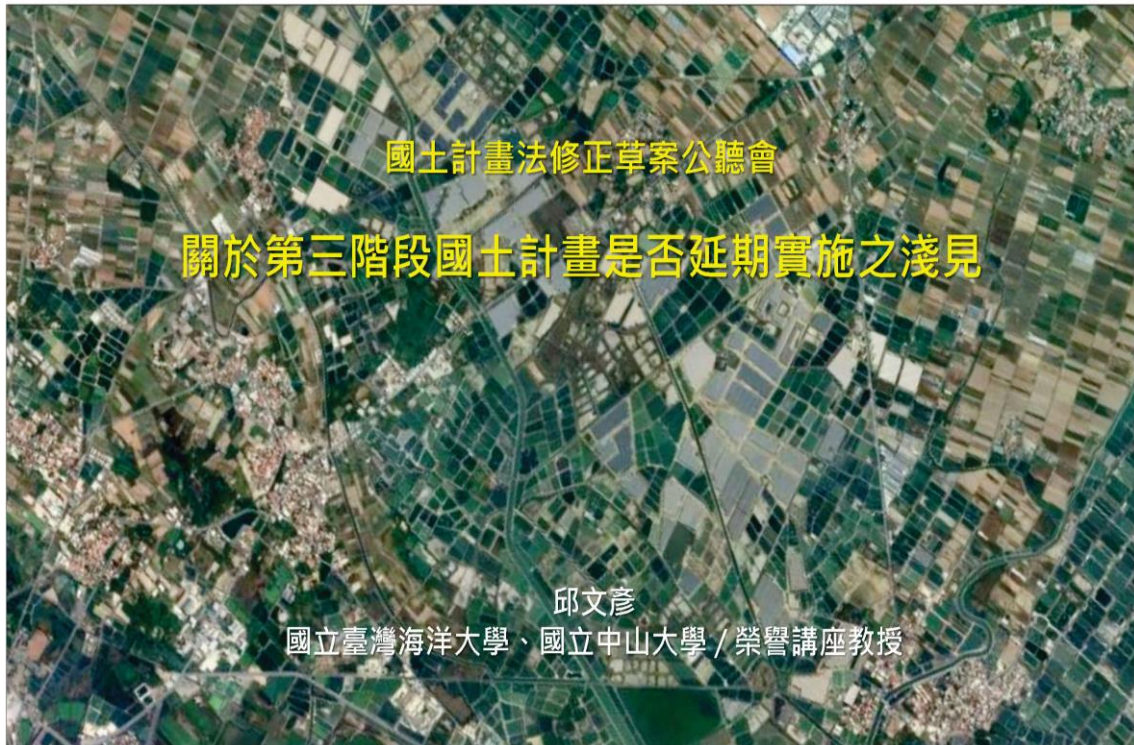 國土計畫法修正草案公聽會
關於第三階段國土計畫是否延期實施之淺見
邱文彥
國立臺灣海洋大學、國立中山大學 / 榮譽講座教授